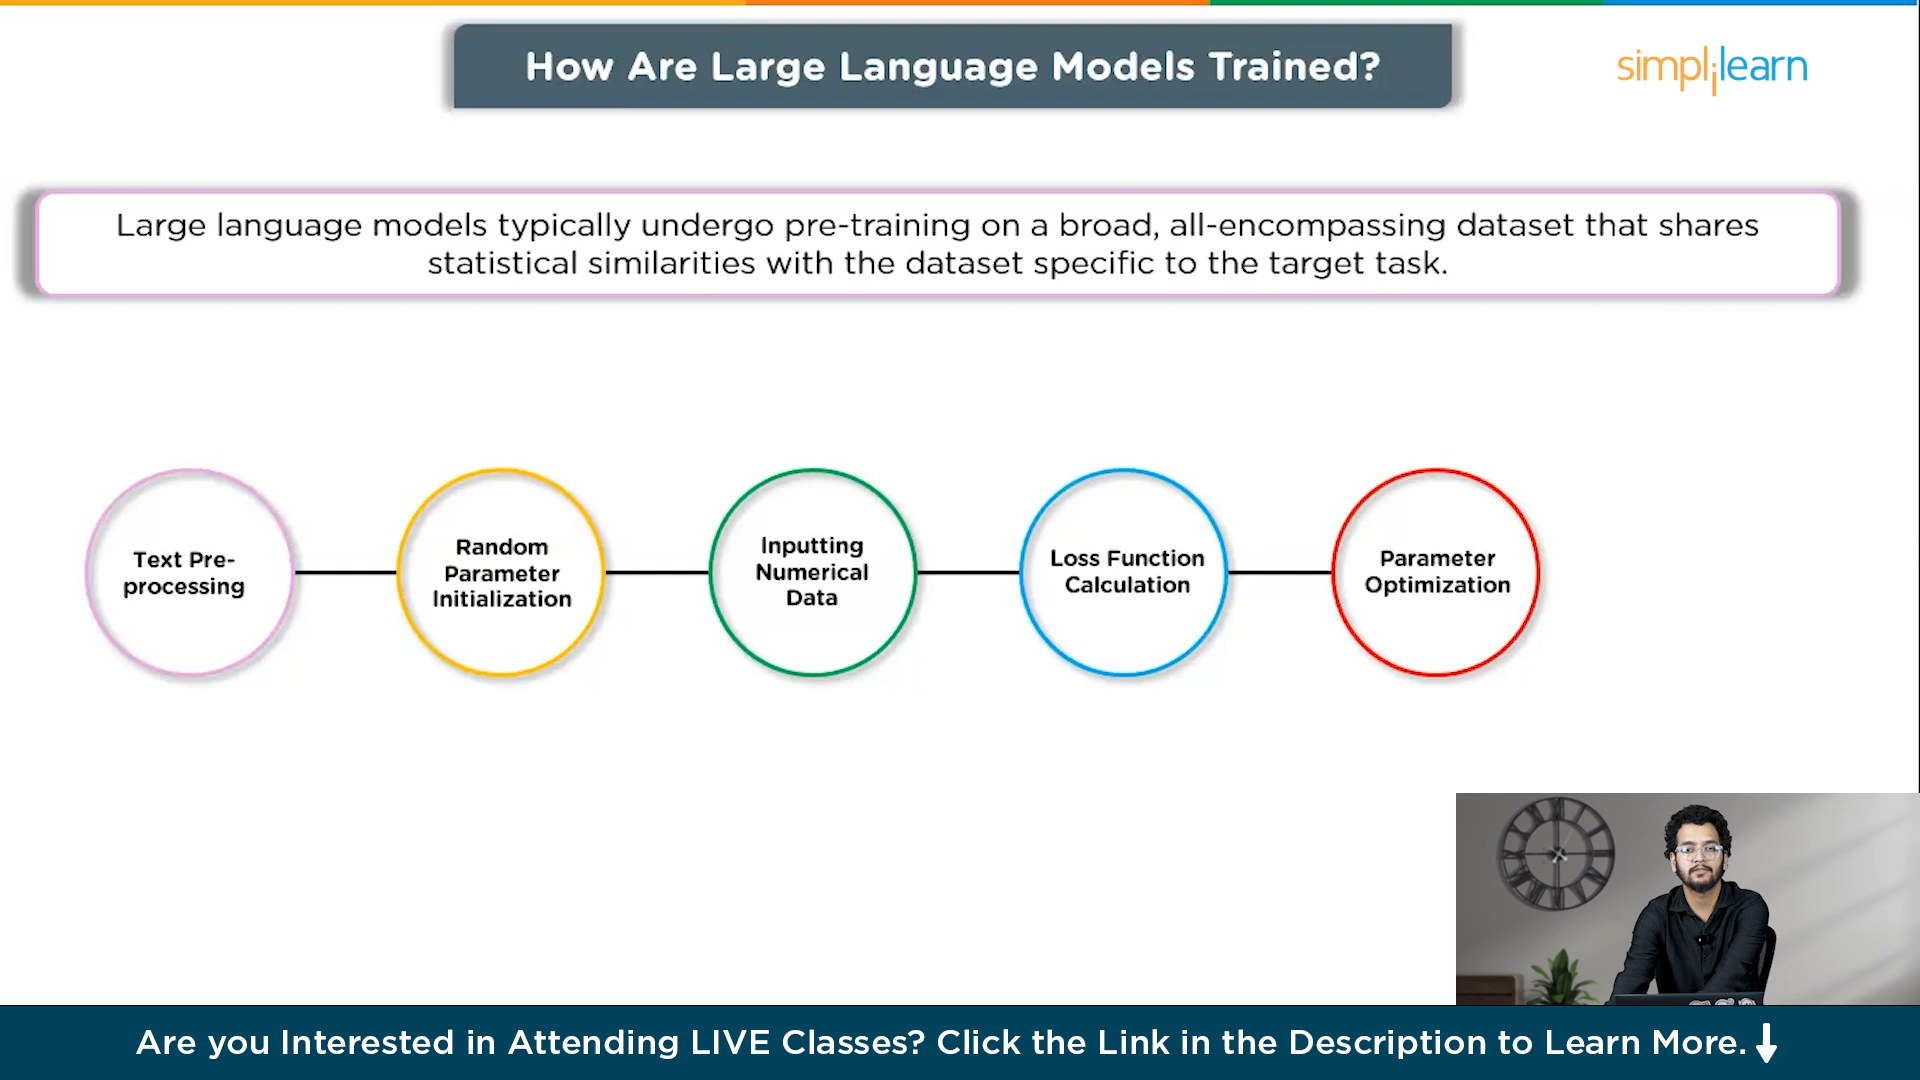 How Are Large Language Models Trained?
simplilearn
Large language models typically undergo pre-training on a broad, all-encompassing dataset that shares
statistical similarities with the dataset specific to the target task.
Text Pre-
processing
Random
Parameter
Initialization
Inputting
Numerical
Data
Loss Function
Calculation
Parameter
Optimization
Are you Interested in Attending LIVE Classes? Click the Link in the Description to Learn More.